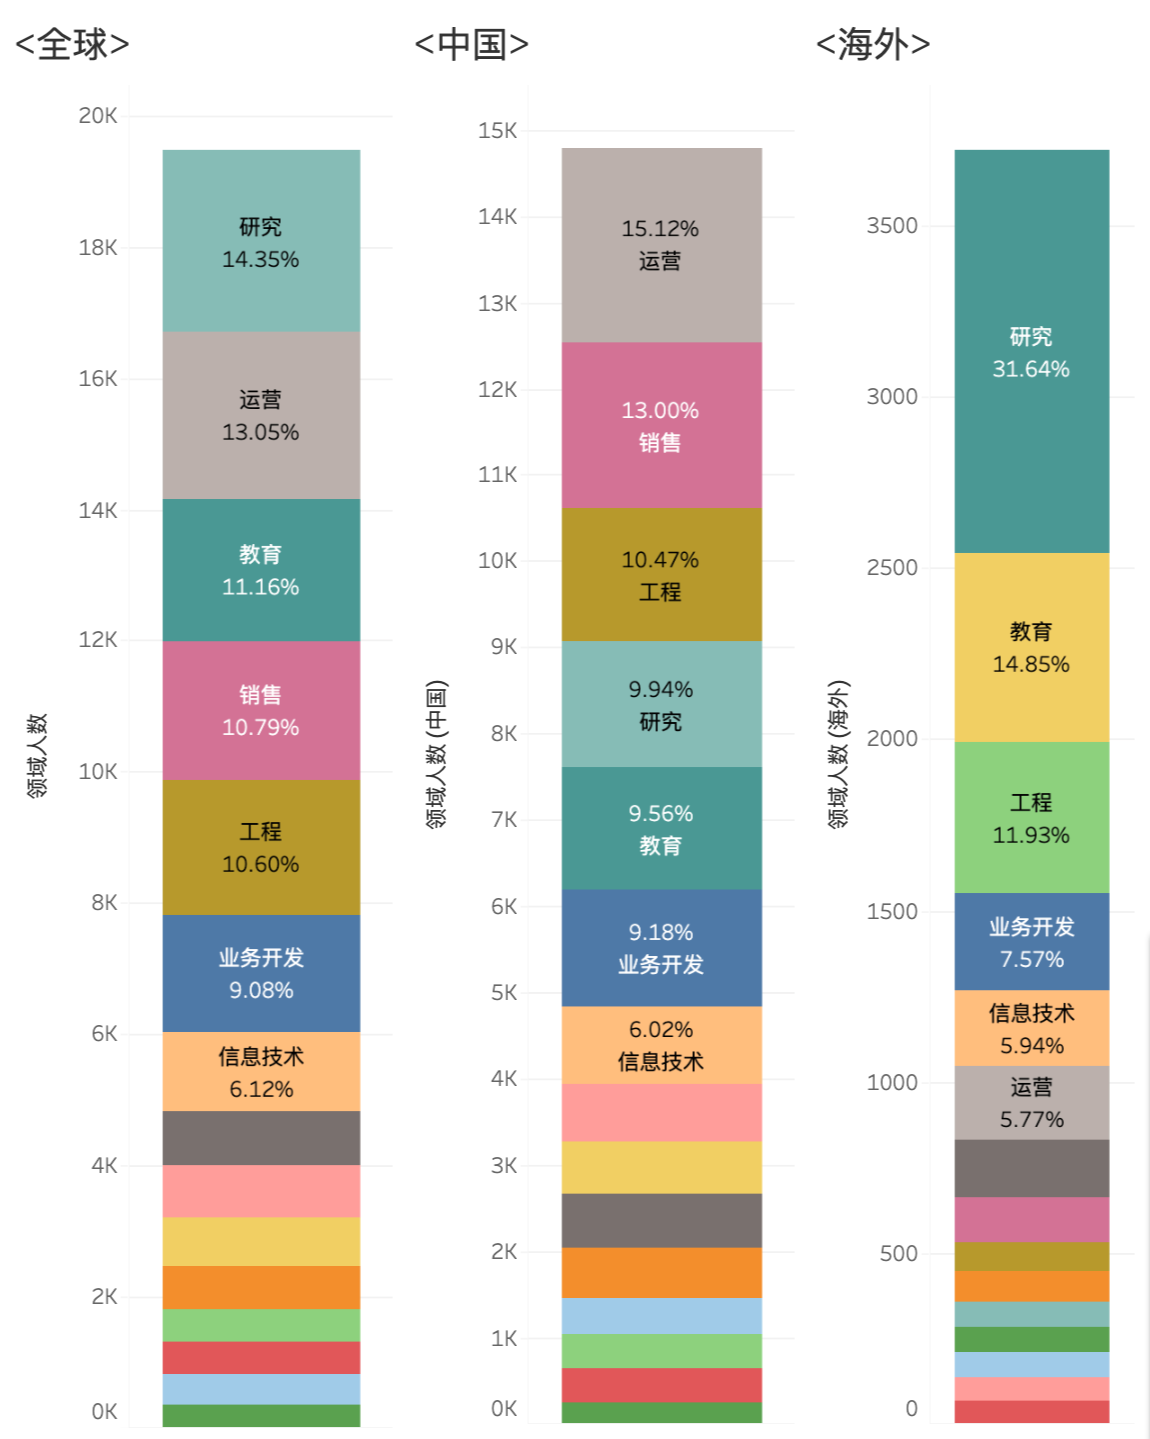 <全球>
20K
18K
16K
14K
12K
10K
8K
6K
4K
2K
0K
领域人数
研究
14.35%
运营
13.05%
教育
11.16%
销售
10.79%
工程
10.60%
业务开发
9.08%
信息技术
6.12%
<中国>
15K
14K
13K
12K
11K
10K
9K
8K
7K
6K
5K
4K
3K
2K
1K
0K
领域人数 (中国)
15.12%
运营
13.00%
销售
10.47%
工程
9.94%
研究
9.56%
教育
9.18%
业务开发
6.02%
信息技术
<海外>
3500
3000
2500
2000
1500
1000
500
0
领域人数 (海外)
研究
31.64%
教育
14.85%
工程
11.93%
业务开发
7.57%
信息技术
5.94%
运营
5.77%